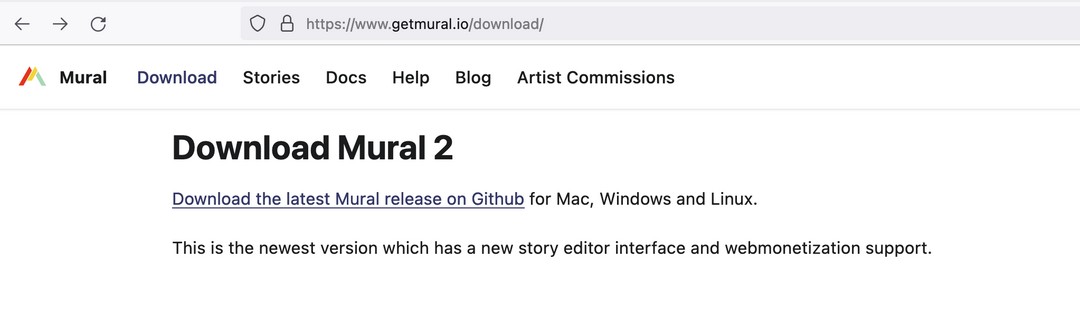 https://www.getmural.io/download/
Mural Download Stories Docs Help Blog Artist Commissions
Download Mural 2
Download the latest Mural release on Github for Mac, Windows and Linux.
This is the newest version which has a new story editor interface and webmonetization support.